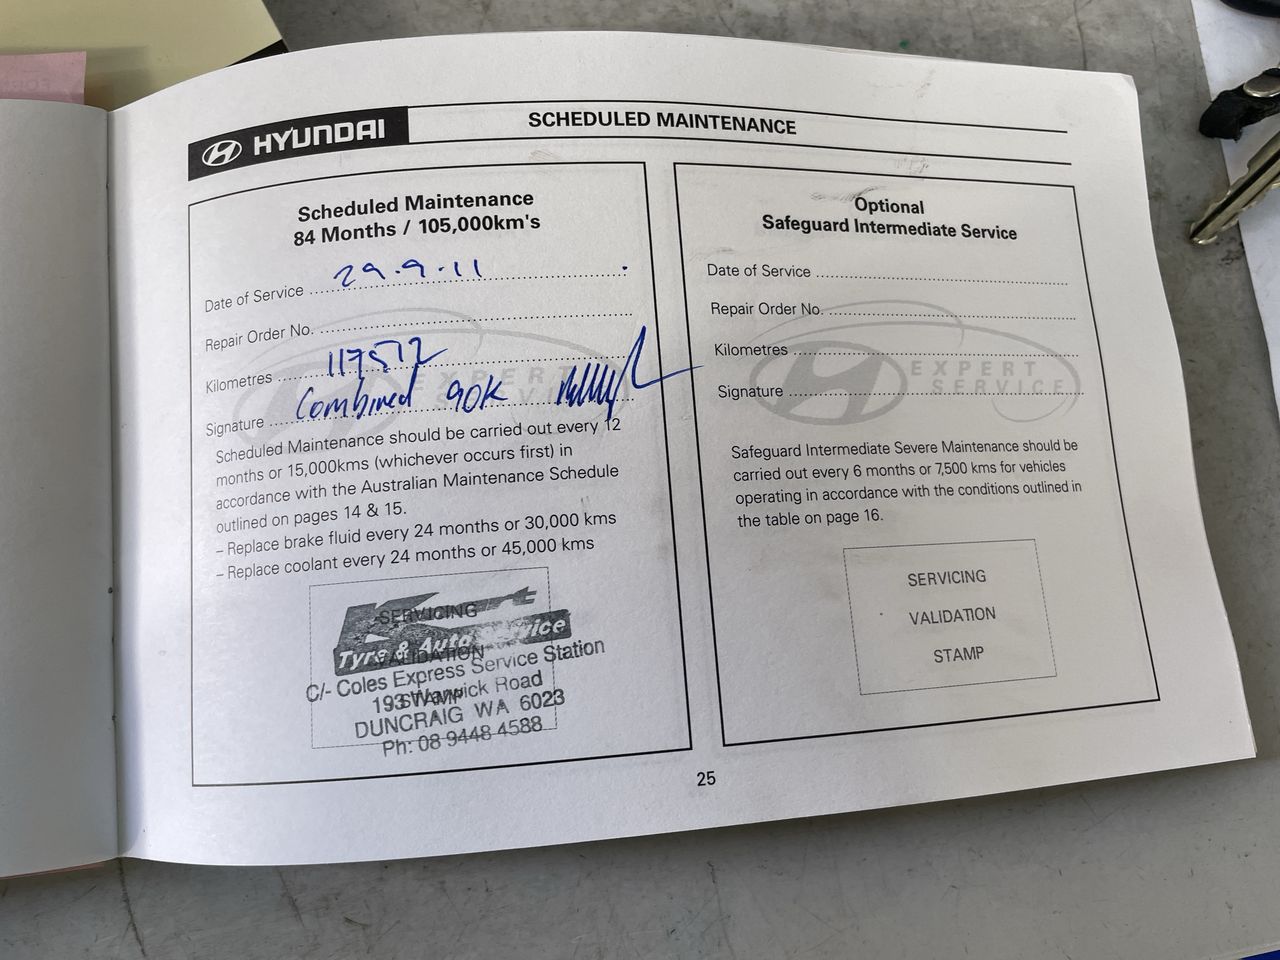 HYUNDAI
SCHEDULED MAINTENANCE
Scheduled Maintenance
84 Months / 105,000km's
Date of Service 29.9.11
Repair Order No.
Kilometres 117512
Signature Combined 90K
EXPERT
SERVICE
Scheduled Maintenance should be carried out every 12
months or 15,000kms (whichever occurs first) in
accordance with the Australian Maintenance Schedule
outlined on pages 14 & 15.
– Replace brake fluid every 24 months or 30,000 kms
– Replace coolant every 24 months or 45,000 kms
SERVICING
VALIDATION
STAMP
Tyre & Auto Service
C/- Coles Express Service Station
193 Warwick Road
DUNCRAIG WA 6023
Ph: 08 9448 4588
Optional
Safeguard Intermediate Service
Date of Service
Repair Order No.
Kilometres
Signature
EXPERT
SERVICE
Safeguard Intermediate Severe Maintenance should be
carried out every 6 months or 7,500 kms for vehicles
operating in accordance with the conditions outlined in
the table on page 16.
SERVICING
VALIDATION
STAMP
25